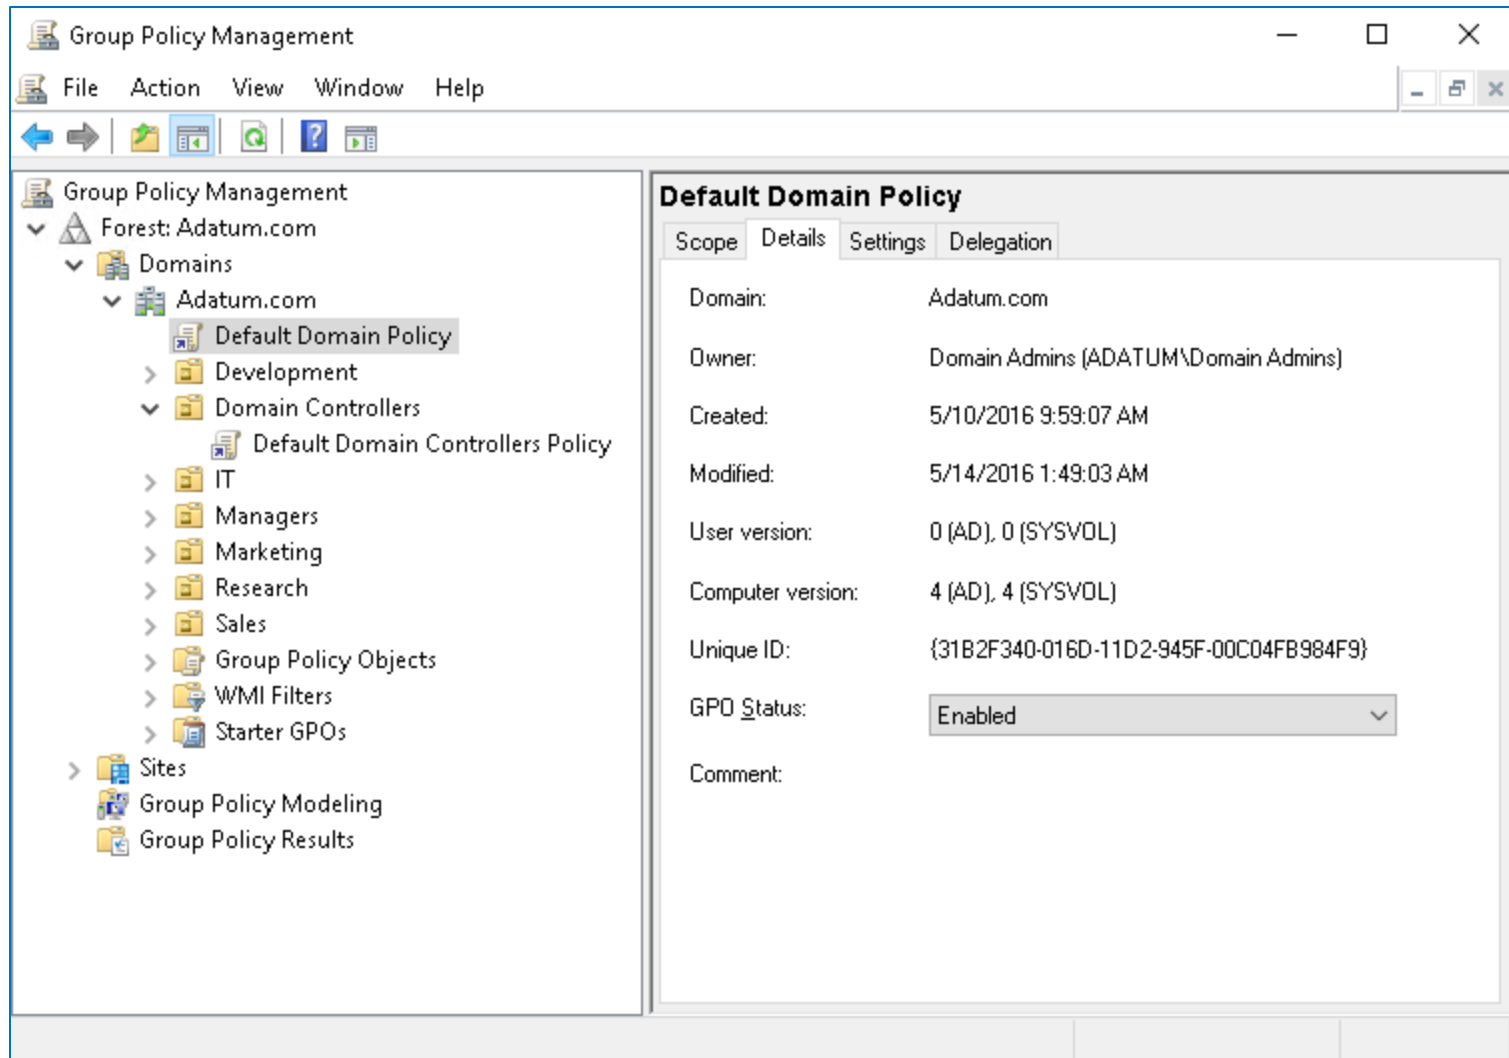 Group Policy Management
File Action View Window Help
Group Policy Management
Forest: Adatum.com
Domains
Adatum.com
Default Domain Policy
Development
Domain Controllers
Default Domain Controllers Policy
IT
Managers
Marketing
Research
Sales
Group Policy Objects
WMI Filters
Starter GPOs
Sites
Group Policy Modeling
Group Policy Results
Default Domain Policy
Scope Details Settings Delegation
Domain: Adatum.com
Owner: Domain Admins (ADATUM\Domain Admins)
Created: 5/10/2016 9:59:07 AM
Modified: 5/14/2016 1:49:03 AM
User version: 0 (AD), 0 (SYSVOL)
Computer version: 4 (AD), 4 (SYSVOL)
Unique ID: {31B2F340-016D-11D2-945F-00C04FB984F9}
GPO Status: Enabled
Comment: